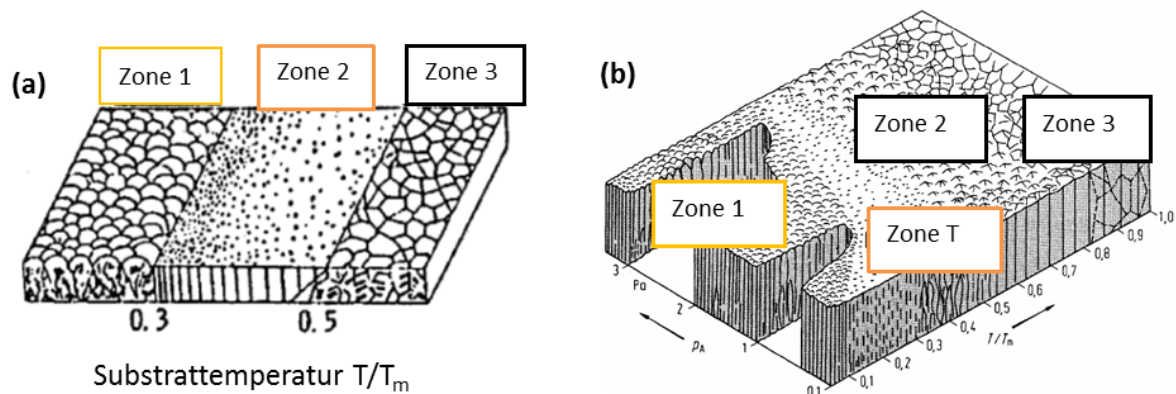 (a)
Zone 1
Zone 2
Zone 3
0.3
0.5
Substrattemperatur T/Tm
(b)
Zone 2
Zone 3
Zone 1
Zone T
3
Pa
2
pA
1
0,1
0,1
0,2
0,3
0,4
0,5
0,6
0,7
0,8
0,9
1,0
T/Tm